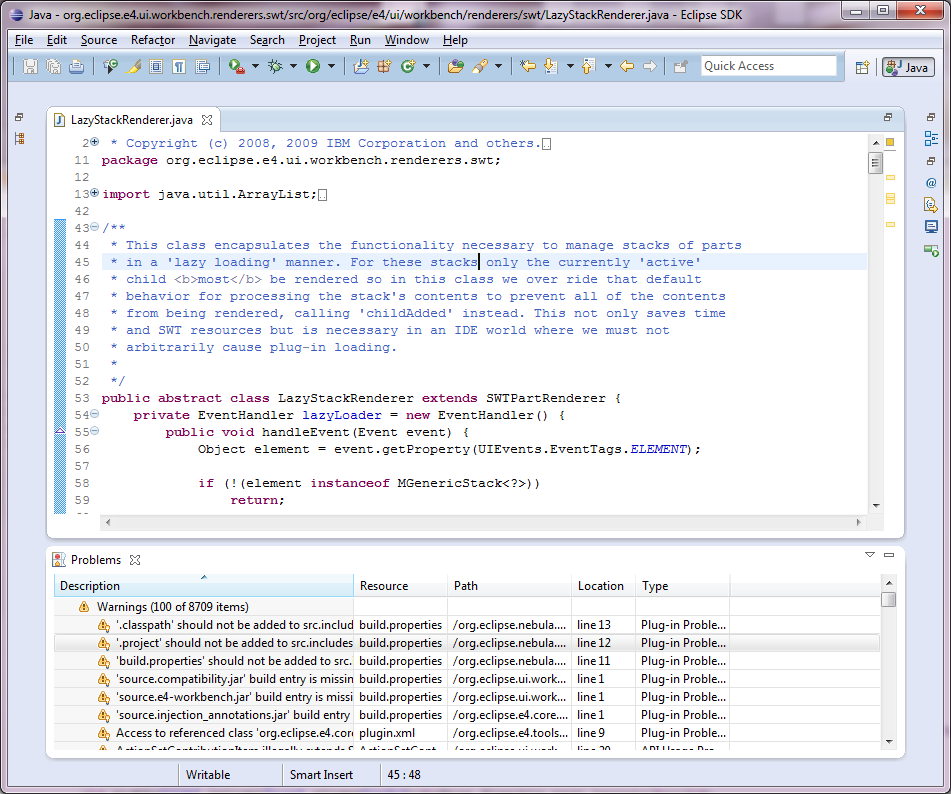 Java - org.eclipse.e4.ui.workbench.renderers.swt/src/org/eclipse/e4/ui/workbench/renderers/swt/LazyStackRenderer.java - Eclipse SDK
File Edit Source Refactor Navigate Search Project Run Window Help
Quick Access
Java
LazyStackRenderer.java
2 * Copyright (c) 2008, 2009 IBM Corporation and others.
11 package org.eclipse.e4.ui.workbench.renderers.swt;
12
13 import java.util.ArrayList;
42
43 /**
44 * This class encapsulates the functionality necessary to manage stacks of parts
45 * in a 'lazy loading' manner. For these stacks only the currently 'active'
46 * child <b>most</b> be rendered so in this class we over ride that default
47 * behavior for processing the stack's contents to prevent all of the contents
48 * from being rendered, calling 'childAdded' instead. This not only saves time
49 * and SWT resources but is necessary in an IDE world where we must not
50 * arbitrarily cause plug-in loading.
51 *
52 */
53 public abstract class LazyStackRenderer extends SWTPartRenderer {
54 private EventHandler lazyLoader = new EventHandler() {
55 public void handleEvent(Event event) {
56 Object element = event.getProperty(UIEvents.EventTags.ELEMENT);
57
58 if (!(element instanceof MGenericStack<?>))
59 return;
Problems
Description Resource Path Location Type
Warnings (100 of 8709 items)
'.classpath' should not be added to src.includ build.properties /org.eclipse.nebula.... line 13 Plug-in Proble...
'.project' should not be added to src.includes build.properties /org.eclipse.nebula.... line 12 Plug-in Proble...
'build.properties' should not be added to src. build.properties /org.eclipse.nebula.... line 11 Plug-in Proble...
'source.compatibility.jar' build entry is missin build.properties /org.eclipse.ui.work... line 1 Plug-in Proble...
'source.e4-workbench.jar' build entry is missi build.properties /org.eclipse.ui.work... line 1 Plug-in Proble...
'source.injection_annotations.jar' build entry build.properties /org.eclipse.e4.core.... line 1 Plug-in Proble...
Access to referenced class 'org.eclipse.e4.core plugin.xml /org.eclipse.e4.tools... line 9 Plug-in Proble...
Writable Smart Insert 45 : 48